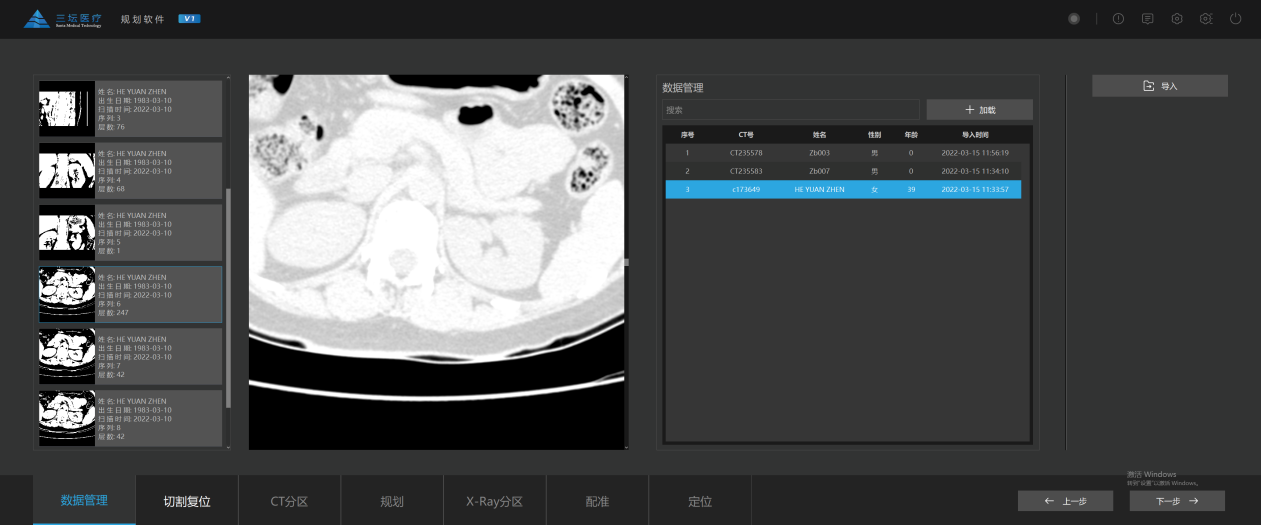 三坛医疗
Santa Medical Technology
规划软件
V1
姓名: HE YUAN ZHEN
出生日期: 1983-03-10
扫描时间: 2022-03-10
序列: 3
层数: 76
姓名: HE YUAN ZHEN
出生日期: 1983-03-10
扫描时间: 2022-03-10
序列: 4
层数: 68
姓名: HE YUAN ZHEN
出生日期: 1983-03-10
扫描时间: 2022-03-10
序列: 5
层数: 1
姓名: HE YUAN ZHEN
出生日期: 1983-03-10
扫描时间: 2022-03-10
序列: 6
层数: 247
姓名: HE YUAN ZHEN
出生日期: 1983-03-10
扫描时间: 2022-03-10
序列: 7
层数: 42
姓名: HE YUAN ZHEN
出生日期: 1983-03-10
扫描时间: 2022-03-10
序列: 8
层数: 42
数据管理
搜索
加载
序号 CT号 姓名 性别 年龄 导入时间
1 CT235578 Zb003 男 0 2022-03-15 11:56:19
2 CT235583 Zb007 男 0 2022-03-15 11:34:10
3 c173649 HE YUAN ZHEN 女 39 2022-03-15 11:33:57
导入
数据管理 切割复位 CT分区 规划 X-Ray分区 配准 定位
激活 Windows
转到"设置"以激活 Windows。
上一步 下一步